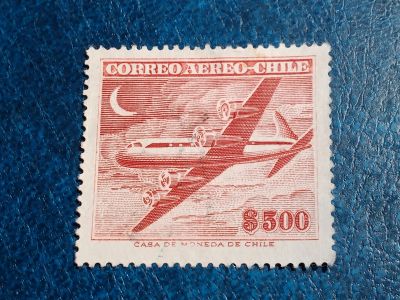 CORREO AEREO-CHILE
$500
CASA DE MONEDA DE CHILE